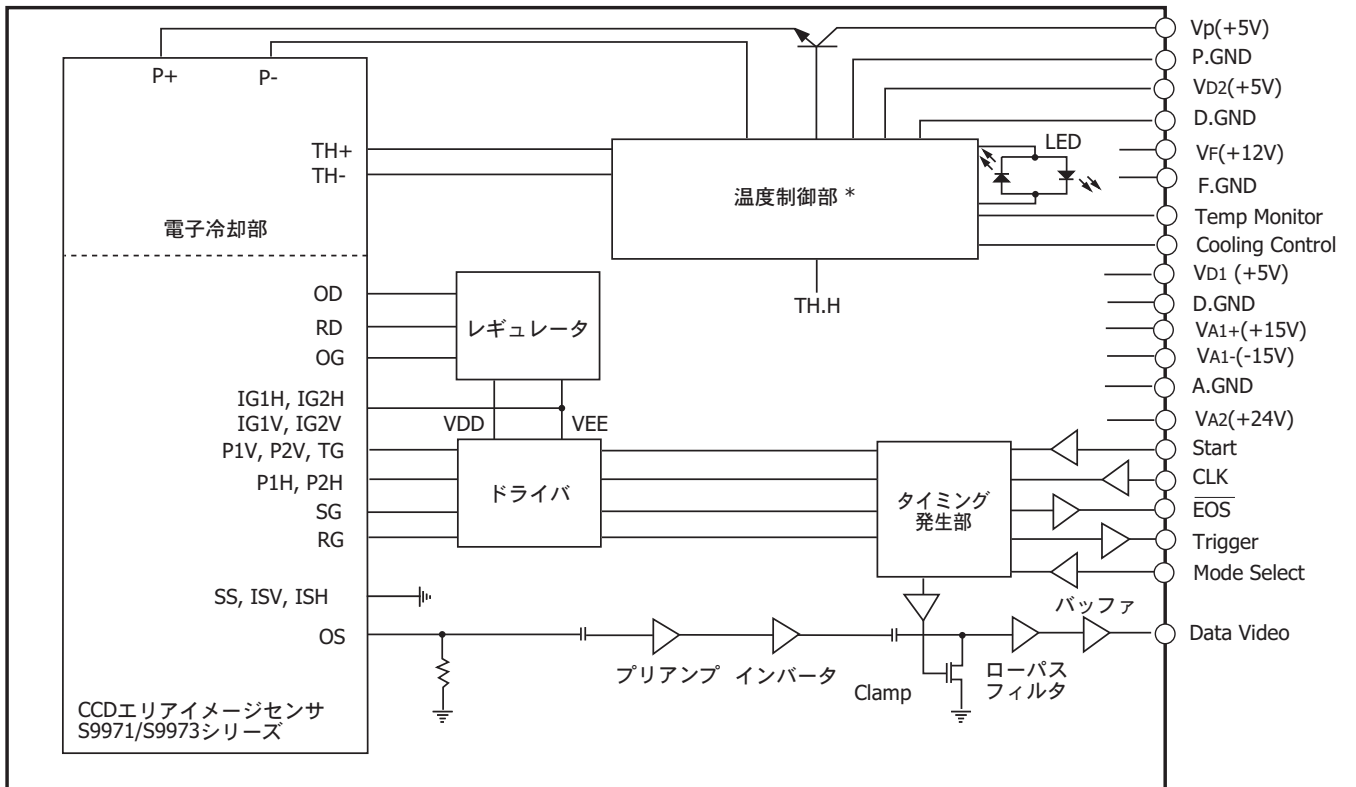 Vp(+5V)
P.GND
VD2(+5V)
D.GND
VF(+12V)
F.GND
Temp Monitor
Cooling Control
VD1 (+5V)
D.GND
VA1+(+15V)
VA1-(-15V)
A.GND
VA2(+24V)
Start
CLK
EOS
Trigger
Mode Select
Data Video
P+
P-
TH+
TH-
電子冷却部
LED
温度制御部 *
TH.H
OD
RD
OG
レギュレータ
IG1H, IG2H
IG1V, IG2V
VDD
VEE
P1V, P2V, TG
P1H, P2H
SG
RG
ドライバ
タイミング
発生部
SS, ISV, ISH
OS
プリアンプ
インバータ
Clamp
ローパス
フィルタ
バッファ
CCDエリアイメージセンサ
S9971/S9973シリーズ